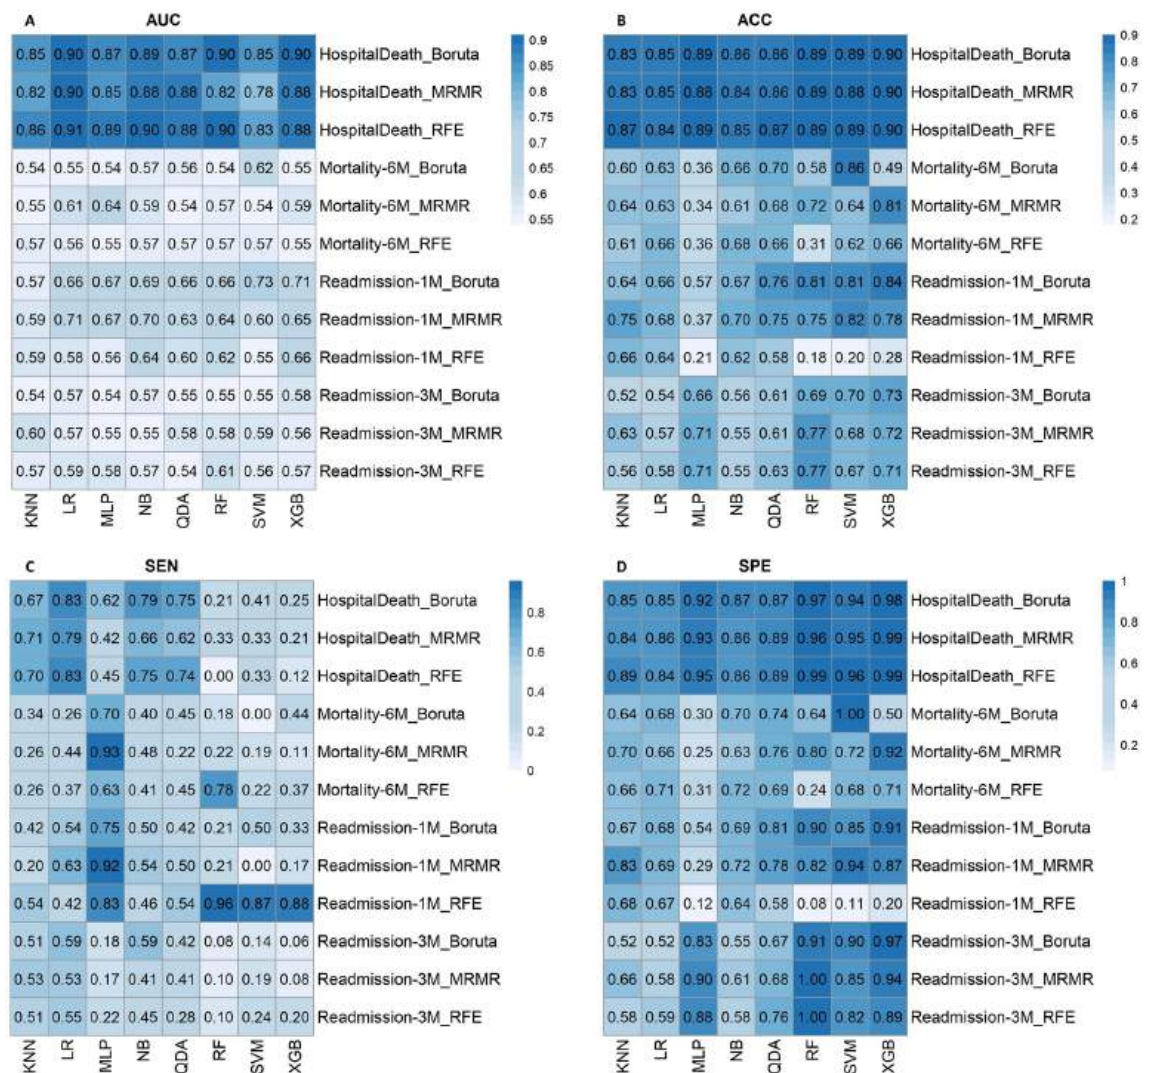 A AUC
0.85 0.90 0.87 0.89 0.87 0.90 0.85 0.90 HospitalDeath_Boruta
0.82 0.90 0.85 0.88 0.88 0.82 0.78 0.88 HospitalDeath_MRMR
0.86 0.91 0.89 0.90 0.88 0.90 0.83 0.88 HospitalDeath_RFE
0.54 0.55 0.54 0.57 0.56 0.54 0.62 0.55 Mortality-6M_Boruta
0.55 0.61 0.64 0.59 0.54 0.57 0.54 0.59 Mortality-6M_MRMR
0.57 0.56 0.55 0.57 0.57 0.57 0.57 0.55 Mortality-6M_RFE
0.57 0.66 0.67 0.69 0.66 0.66 0.73 0.71 Readmission-1M_Boruta
0.59 0.71 0.67 0.70 0.63 0.64 0.60 0.65 Readmission-1M_MRMR
0.59 0.58 0.56 0.64 0.60 0.62 0.55 0.66 Readmission-1M_RFE
0.54 0.57 0.54 0.57 0.55 0.55 0.55 0.58 Readmission-3M_Boruta
0.60 0.57 0.55 0.55 0.58 0.58 0.59 0.56 Readmission-3M_MRMR
0.57 0.59 0.58 0.57 0.54 0.61 0.56 0.57 Readmission-3M_RFE
KNN LR MLP NB QDA RF SVM XGB
0.9
0.85
0.8
0.75
0.7
0.65
0.6
0.55
B ACC
0.83 0.85 0.89 0.86 0.86 0.89 0.89 0.90 HospitalDeath_Boruta
0.83 0.85 0.88 0.84 0.86 0.89 0.88 0.90 HospitalDeath_MRMR
0.87 0.84 0.89 0.85 0.87 0.89 0.89 0.90 HospitalDeath_RFE
0.60 0.63 0.36 0.66 0.70 0.58 0.86 0.49 Mortality-6M_Boruta
0.64 0.63 0.34 0.61 0.68 0.72 0.64 0.81 Mortality-6M_MRMR
0.61 0.66 0.36 0.68 0.66 0.31 0.62 0.66 Mortality-6M_RFE
0.64 0.66 0.57 0.67 0.76 0.81 0.81 0.84 Readmission-1M_Boruta
0.75 0.68 0.37 0.70 0.75 0.75 0.82 0.78 Readmission-1M_MRMR
0.66 0.64 0.21 0.62 0.58 0.18 0.20 0.28 Readmission-1M_RFE
0.52 0.54 0.66 0.56 0.61 0.69 0.70 0.73 Readmission-3M_Boruta
0.63 0.57 0.71 0.55 0.61 0.77 0.68 0.72 Readmission-3M_MRMR
0.56 0.58 0.71 0.55 0.63 0.77 0.67 0.71 Readmission-3M_RFE
KNN LR MLP NB QDA RF SVM XGB
0.9
0.8
0.7
0.6
0.5
0.4
0.3
0.2
C SEN
0.67 0.83 0.62 0.79 0.75 0.21 0.41 0.25 HospitalDeath_Boruta
0.71 0.79 0.42 0.66 0.62 0.33 0.33 0.21 HospitalDeath_MRMR
0.70 0.83 0.45 0.75 0.74 0.00 0.33 0.12 HospitalDeath_RFE
0.34 0.26 0.70 0.40 0.45 0.18 0.00 0.44 Mortality-6M_Boruta
0.26 0.44 0.93 0.48 0.22 0.22 0.19 0.11 Mortality-6M_MRMR
0.26 0.37 0.63 0.41 0.45 0.78 0.22 0.37 Mortality-6M_RFE
0.42 0.54 0.75 0.50 0.42 0.21 0.50 0.33 Readmission-1M_Boruta
0.20 0.63 0.92 0.54 0.50 0.21 0.00 0.17 Readmission-1M_MRMR
0.54 0.42 0.83 0.46 0.54 0.96 0.87 0.88 Readmission-1M_RFE
0.51 0.59 0.18 0.59 0.42 0.08 0.14 0.06 Readmission-3M_Boruta
0.53 0.53 0.17 0.41 0.41 0.10 0.19 0.08 Readmission-3M_MRMR
0.51 0.55 0.22 0.45 0.28 0.10 0.24 0.20 Readmission-3M_RFE
KNN LR MLP NB QDA RF SVM XGB
0.8
0.6
0.4
0.2
0
D SPE
0.85 0.85 0.92 0.87 0.87 0.97 0.94 0.98 HospitalDeath_Boruta
0.84 0.86 0.93 0.86 0.89 0.96 0.95 0.99 HospitalDeath_MRMR
0.89 0.84 0.95 0.86 0.89 0.99 0.96 0.99 HospitalDeath_RFE
0.64 0.68 0.30 0.70 0.74 0.64 1.00 0.50 Mortality-6M_Boruta
0.70 0.66 0.25 0.63 0.76 0.80 0.72 0.92 Mortality-6M_MRMR
0.66 0.71 0.31 0.72 0.69 0.24 0.68 0.71 Mortality-6M_RFE
0.67 0.68 0.54 0.69 0.81 0.90 0.85 0.91 Readmission-1M_Boruta
0.83 0.69 0.29 0.72 0.78 0.82 0.94 0.87 Readmission-1M_MRMR
0.68 0.67 0.12 0.64 0.58 0.08 0.11 0.20 Readmission-1M_RFE
0.52 0.52 0.83 0.55 0.67 0.91 0.90 0.97 Readmission-3M_Boruta
0.66 0.58 0.90 0.61 0.68 1.00 0.85 0.94 Readmission-3M_MRMR
0.58 0.59 0.88 0.58 0.76 1.00 0.82 0.89 Readmission-3M_RFE
KNN LR MLP NB QDA RF SVM XGB
1
0.8
0.6
0.4
0.2